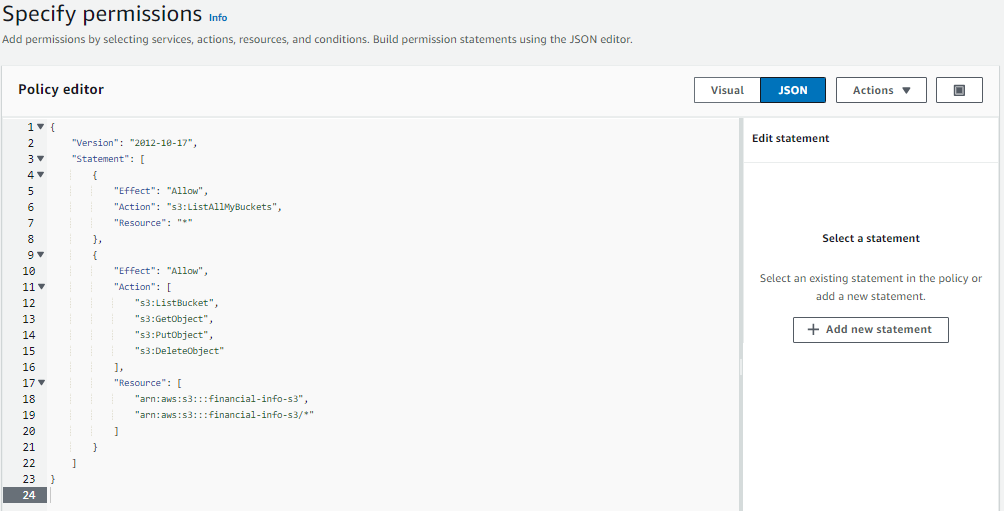 Specify permissions Info
Add permissions by selecting services, actions, resources, and conditions. Build permission statements using the JSON editor.
Policy editor
Visual
JSON
Actions
1 {
2 "Version": "2012-10-17",
3 "Statement": [
4 {
5 "Effect": "Allow",
6 "Action": "s3:ListAllMyBuckets",
7 "Resource": "*"
8 },
9 {
10 "Effect": "Allow",
11 "Action": [
12 "s3:ListBucket",
13 "s3:GetObject",
14 "s3:PutObject",
15 "s3:DeleteObject"
16 ],
17 "Resource": [
18 "arn:aws:s3:::financial-info-s3",
19 "arn:aws:s3:::financial-info-s3/*"
20 ]
21 }
22 ]
23 }
24
Edit statement
Select a statement
Select an existing statement in the policy or
add a new statement.
+ Add new statement